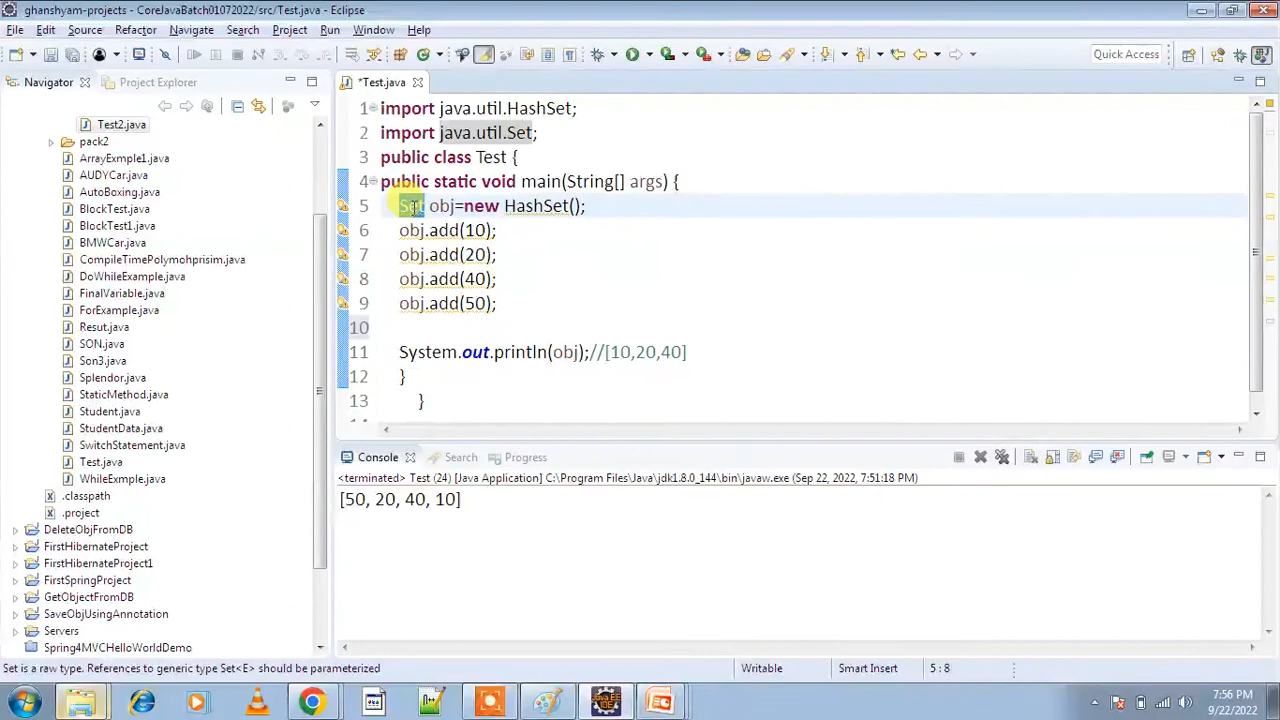 ghanshyam-projects - CoreJavaBatch01072022/src/Test.java - Eclipse
File Edit Source Refactor Navigate Search Project Run Window Help
Quick Access
Navigator Project Explorer
*Test.java
Test2.java
pack2
ArrayExmple1.java
AUDYCar.java
AutoBoxing.java
BlockTest.java
BlockTest1.java
BMWCar.java
CompileTimePolymohprisim.java
DoWhileExample.java
FinalVariable.java
ForExample.java
Resut.java
SON.java
Son3.java
Splendor.java
StaticMethod.java
Student.java
StudentData.java
SwitchStatement.java
Test.java
WhileExmple.java
.classpath
.project
DeleteObjFromDB
FirstHibernateProject
FirstHibernateProject1
FirstSpringProject
GetObjectFromDB
SaveObjUsingAnnotation
Servers
Spring4MVCHelloWorldDemo
1 import java.util.HashSet;
2 import java.util.Set;
3 public class Test {
4 public static void main(String[] args) {
5 Set obj=new HashSet();
6 obj.add(10);
7 obj.add(20);
8 obj.add(40);
9 obj.add(50);
10
11 System.out.println(obj);//[10,20,40]
12 }
13 }
Console Search Progress
<terminated> Test (24) [Java Application] C:\Program Files\Java\jdk1.8.0_144\bin\javaw.exe (Sep 22, 2022, 7:51:18 PM)
[50, 20, 40, 10]
Set is a raw type. References to generic type Set<E> should be parameterized
Writable
Smart Insert
5 : 8
7:56 PM
9/22/2022